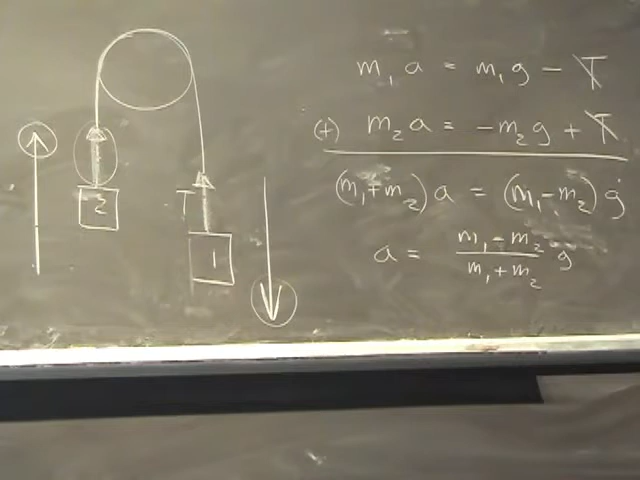 2
T
1
m₁a = m₁g − T
(+) m₂a = −m₂g + T
(m₁+m₂)a = (m₁−m₂)g
a = (m₁−m₂)/(m₁+m₂) g